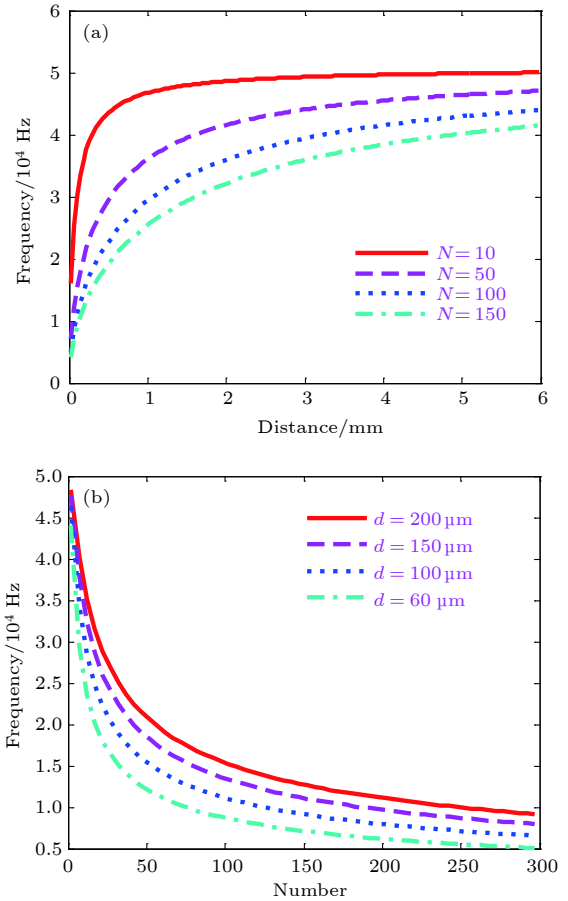 (a)
Frequency/10⁴ Hz
6
5
4
3
2
1
0
N = 10
N = 50
N = 100
N = 150
0 1 2 3 4 5 6
Distance/mm
(b)
Frequency/10⁴ Hz
5.0
4.5
4.0
3.5
3.0
2.5
2.0
1.5
1.0
0.5
d = 200 µm
d = 150 µm
d = 100 µm
d = 60 µm
0 50 100 150 200 250 300
Number